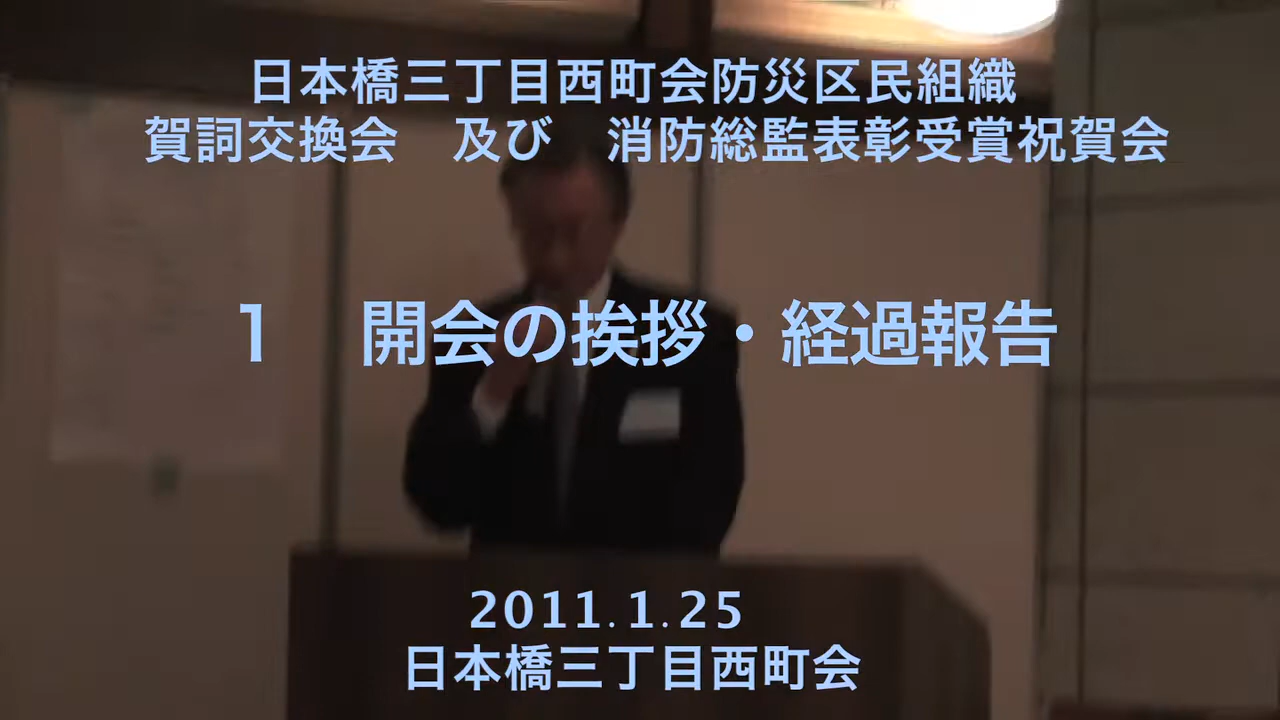 日本橋三丁目西町会防災区民組織
賀詞交換会　及び　消防総監表彰受賞祝賀会
1　開会の挨拶・経過報告
2011.1.25
日本橋三丁目西町会